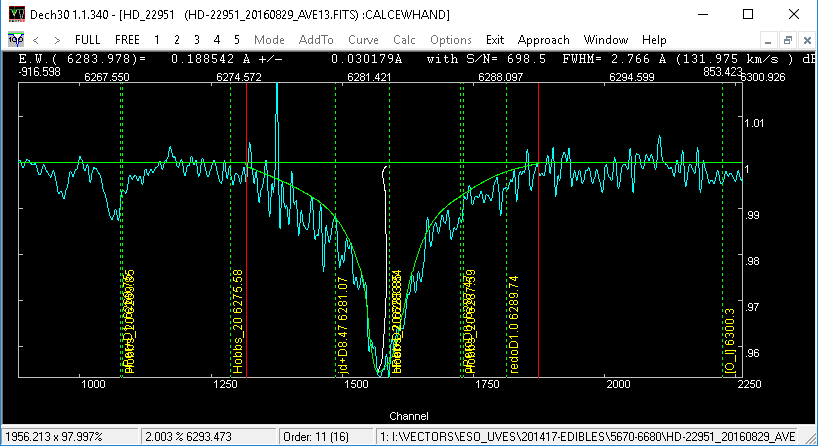 Dech30 1.1.340 - [HD_22951 (HD-22951_20160829_AVE13.FITS) :CALCEWHAND]
< > FULL FREE 1 2 3 4 5 Mode AddTo Curve Calc Options Exit Approach Window Help
E.W.( 6283.978)= 0.188542 A +/- 0.030179A with S/N= 698.5 FWHM= 2.766 A (131.975 km/s ) dE
-916.598 6267.550 6274.572 6281.421 6288.097 6294.599 853.423 6300.926
1.01
1
.99
.98
.97
.96
Hobbs_20 6275.58
jd+D8.47 6281.07
redoD1.0 6289.74
[O_I] 6300.3
1000 1250 1500 1750 2000 2250
Channel
1956.213 x 97.997% 2.003 % 6293.473 Order: 11 (16) 1: I:\VECTORS\ESO_UVES\201417-EDIBLES\5670-6680\HD-22951_20160829_AVE